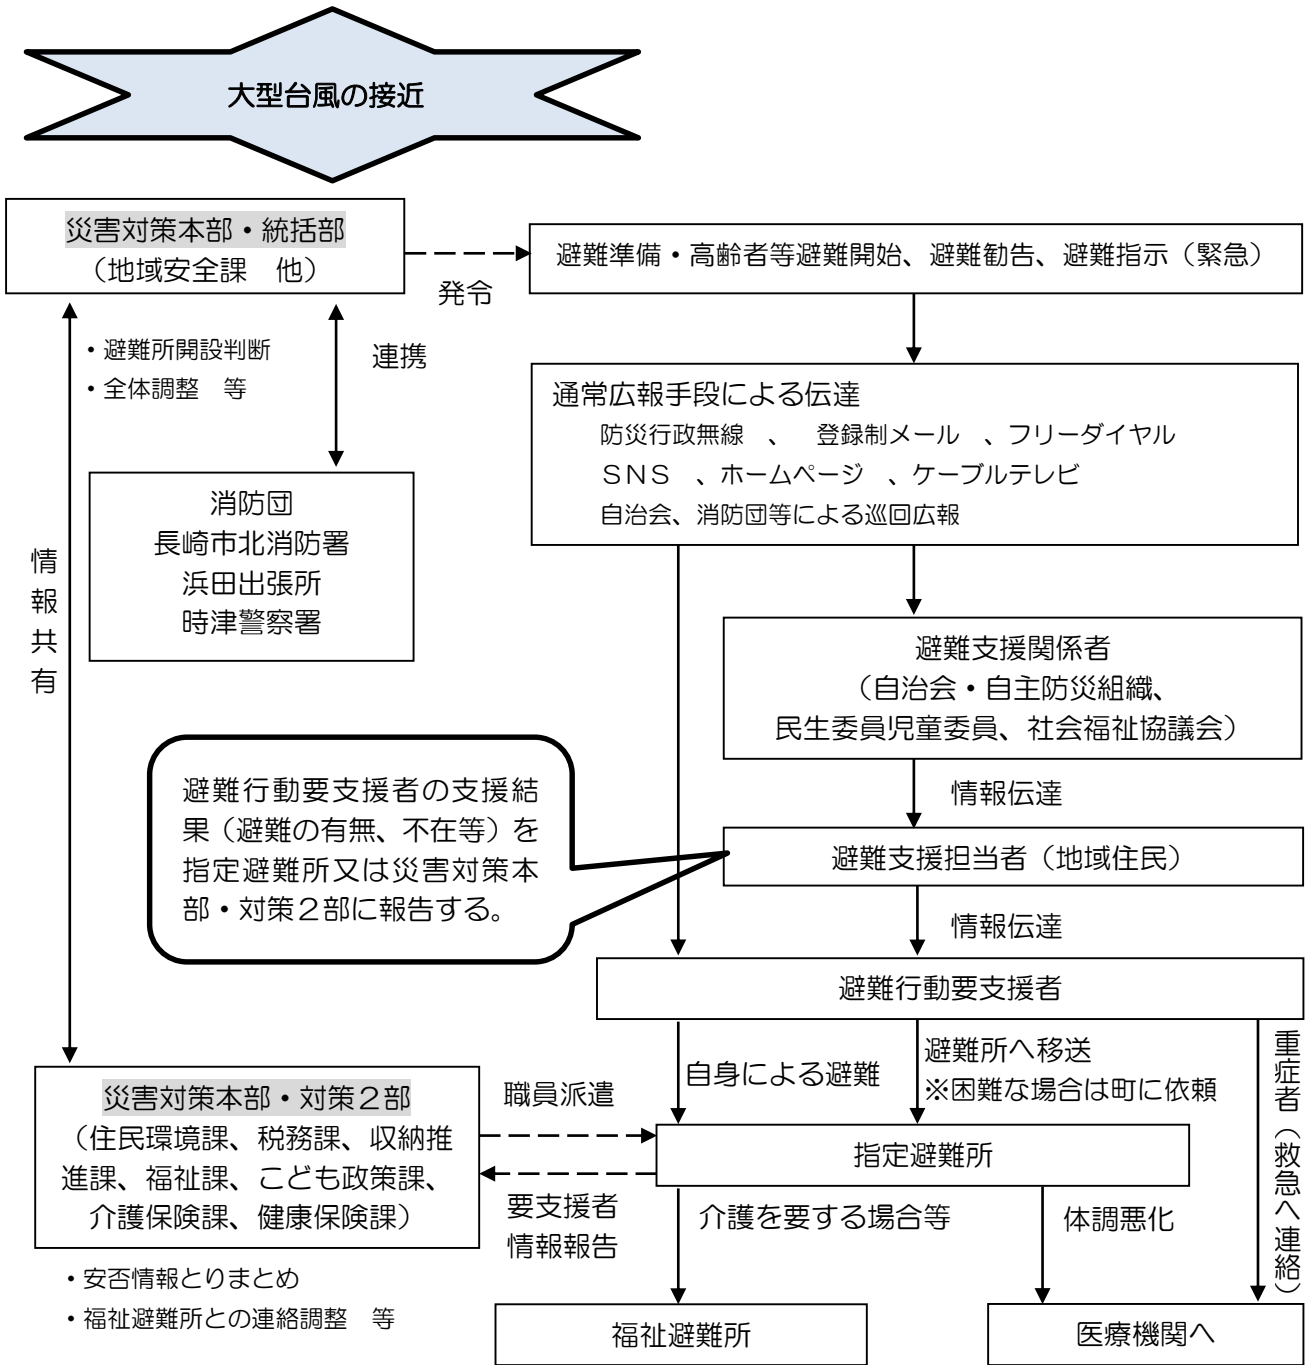 大型台風の接近
災害対策本部・統括部
（地域安全課　他）
発令
避難準備・高齢者等避難開始、避難勧告、避難指示（緊急）
・避難所開設判断
・全体調整　等
連携
通常広報手段による伝達
防災行政無線　、　登録制メール　、フリーダイヤル
ＳＮＳ　、ホームページ　、ケーブルテレビ
自治会、消防団等による巡回広報
消防団
長崎市北消防署
浜田出張所
時津警察署
情報共有
避難支援関係者
（自治会・自主防災組織、
民生委員児童委員、社会福祉協議会）
情報伝達
避難行動要支援者の支援結
果（避難の有無、不在等）を
指定避難所又は災害対策本
部・対策２部に報告する。
避難支援担当者（地域住民）
情報伝達
避難行動要支援者
自身による避難
避難所へ移送
※困難な場合は町に依頼
重症者（救急へ連絡）
災害対策本部・対策２部
（住民環境課、税務課、収納推
進課、福祉課、こども政策課、
介護保険課、健康保険課）
職員派遣
指定避難所
要支援者
情報報告
介護を要する場合等
体調悪化
・安否情報とりまとめ
・福祉避難所との連絡調整　等
福祉避難所
医療機関へ